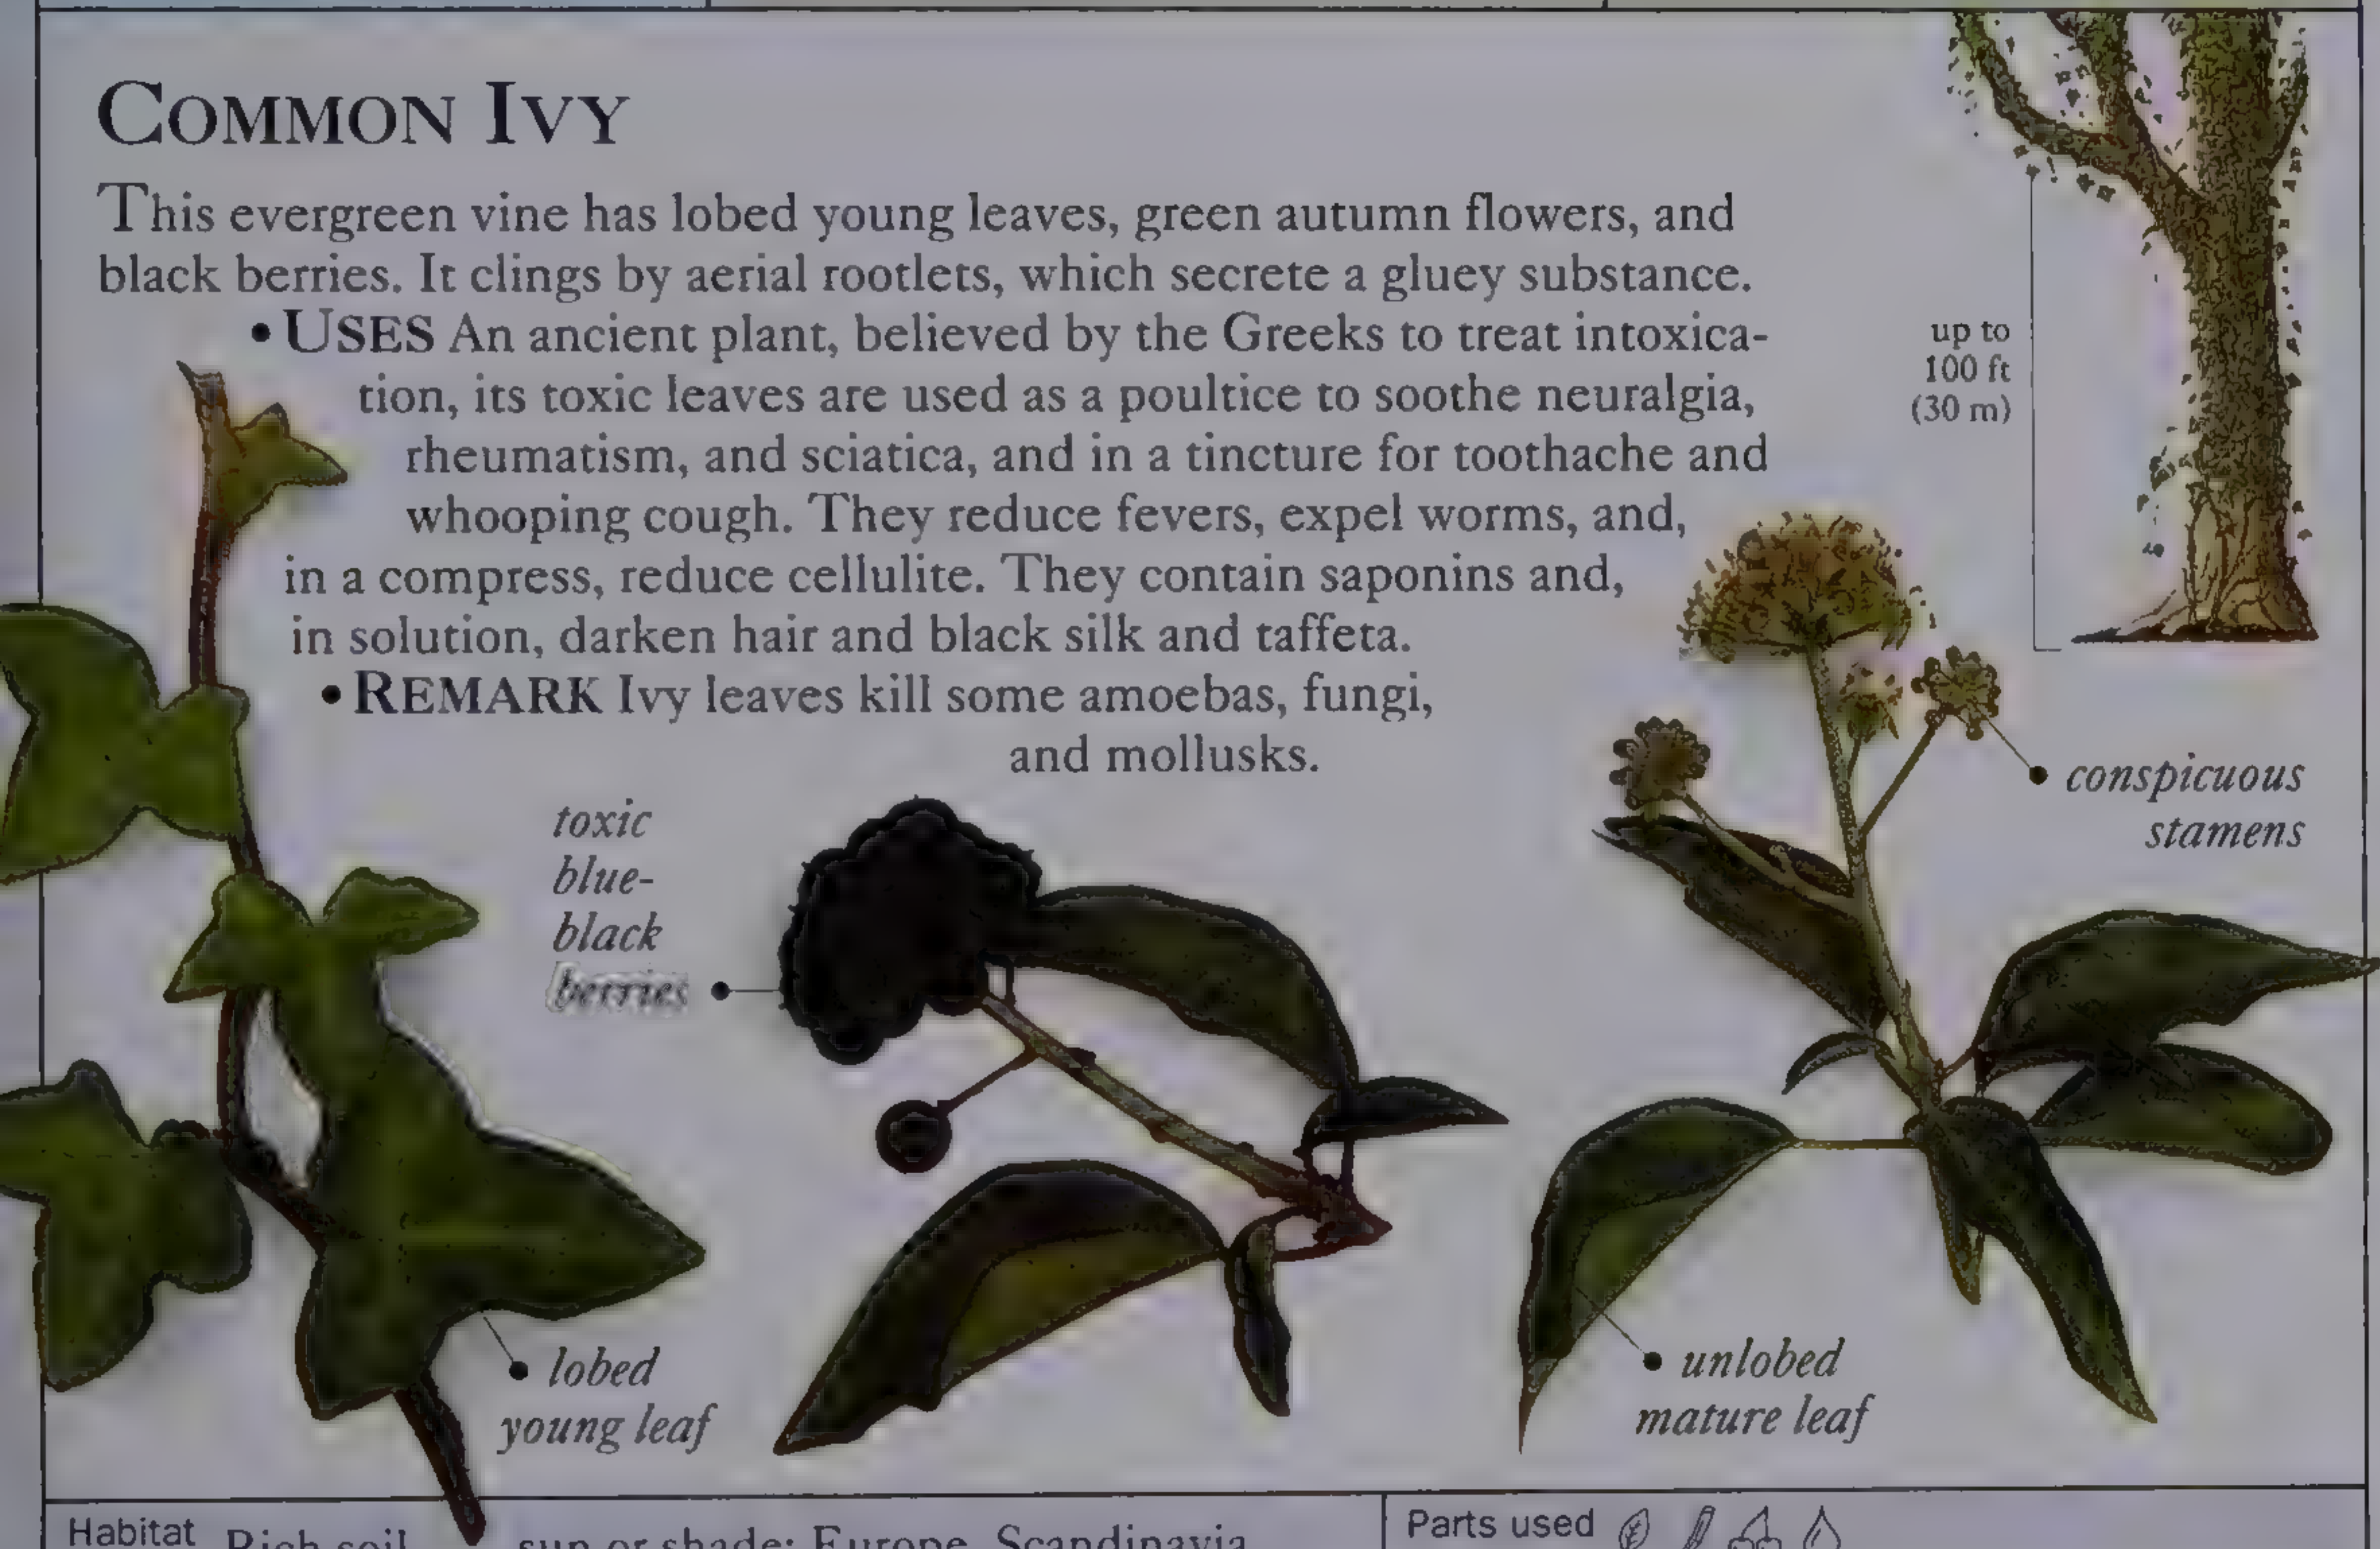 COMMON IVY
This evergreen vine has lobed young leaves, green autumn flowers, and
black berries. It clings by aerial rootlets, which secrete a gluey substance.
• USES An ancient plant, believed by the Greeks to treat intoxica-
tion, its toxic leaves are used as a poultice to soothe neuralgia,
rheumatism, and sciatica, and in a tincture for toothache and
whooping cough. They reduce fevers, expel worms, and,
in a compress, reduce cellulite. They contain saponins and,
in solution, darken hair and black silk and taffeta.
• REMARK Ivy leaves kill some amoebas, fungi,
and mollusks.
up to
100 ft
(30 m)
toxic
blue-
black
berries
conspicuous
stamens
lobed
young leaf
unlobed
mature leaf
Habitat Rich soil sun or shade; Europe, Scandinavia
Parts used